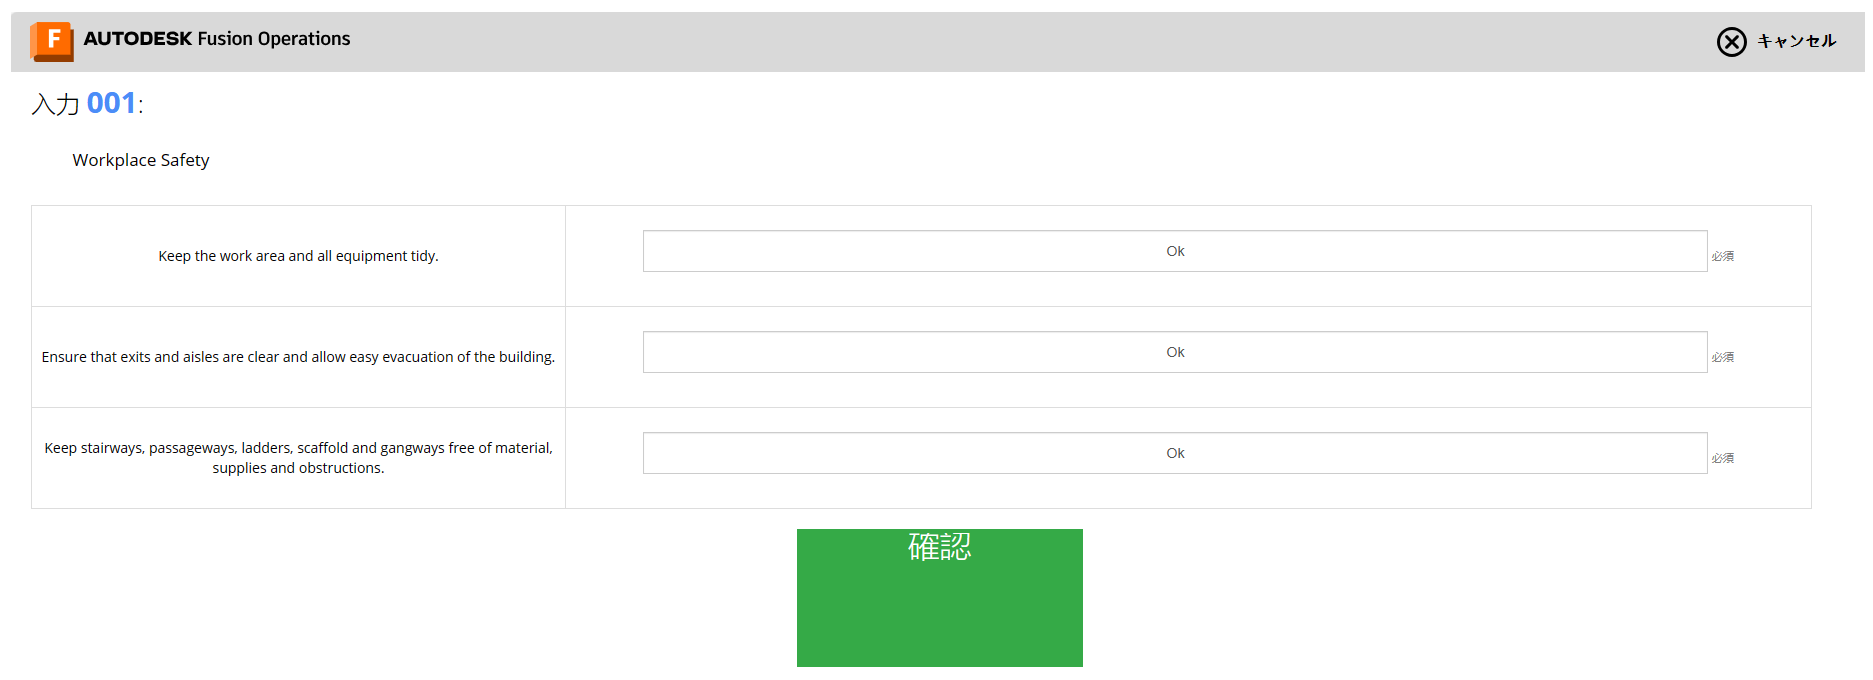 F AUTODESK Fusion Operations
キャンセル
入力 001:
Workplace Safety
Keep the work area and all equipment tidy.
Ok
必須
Ensure that exits and aisles are clear and allow easy evacuation of the building.
Ok
必須
Keep stairways, passageways, ladders, scaffold and gangways free of material,
supplies and obstructions.
Ok
必須
確認